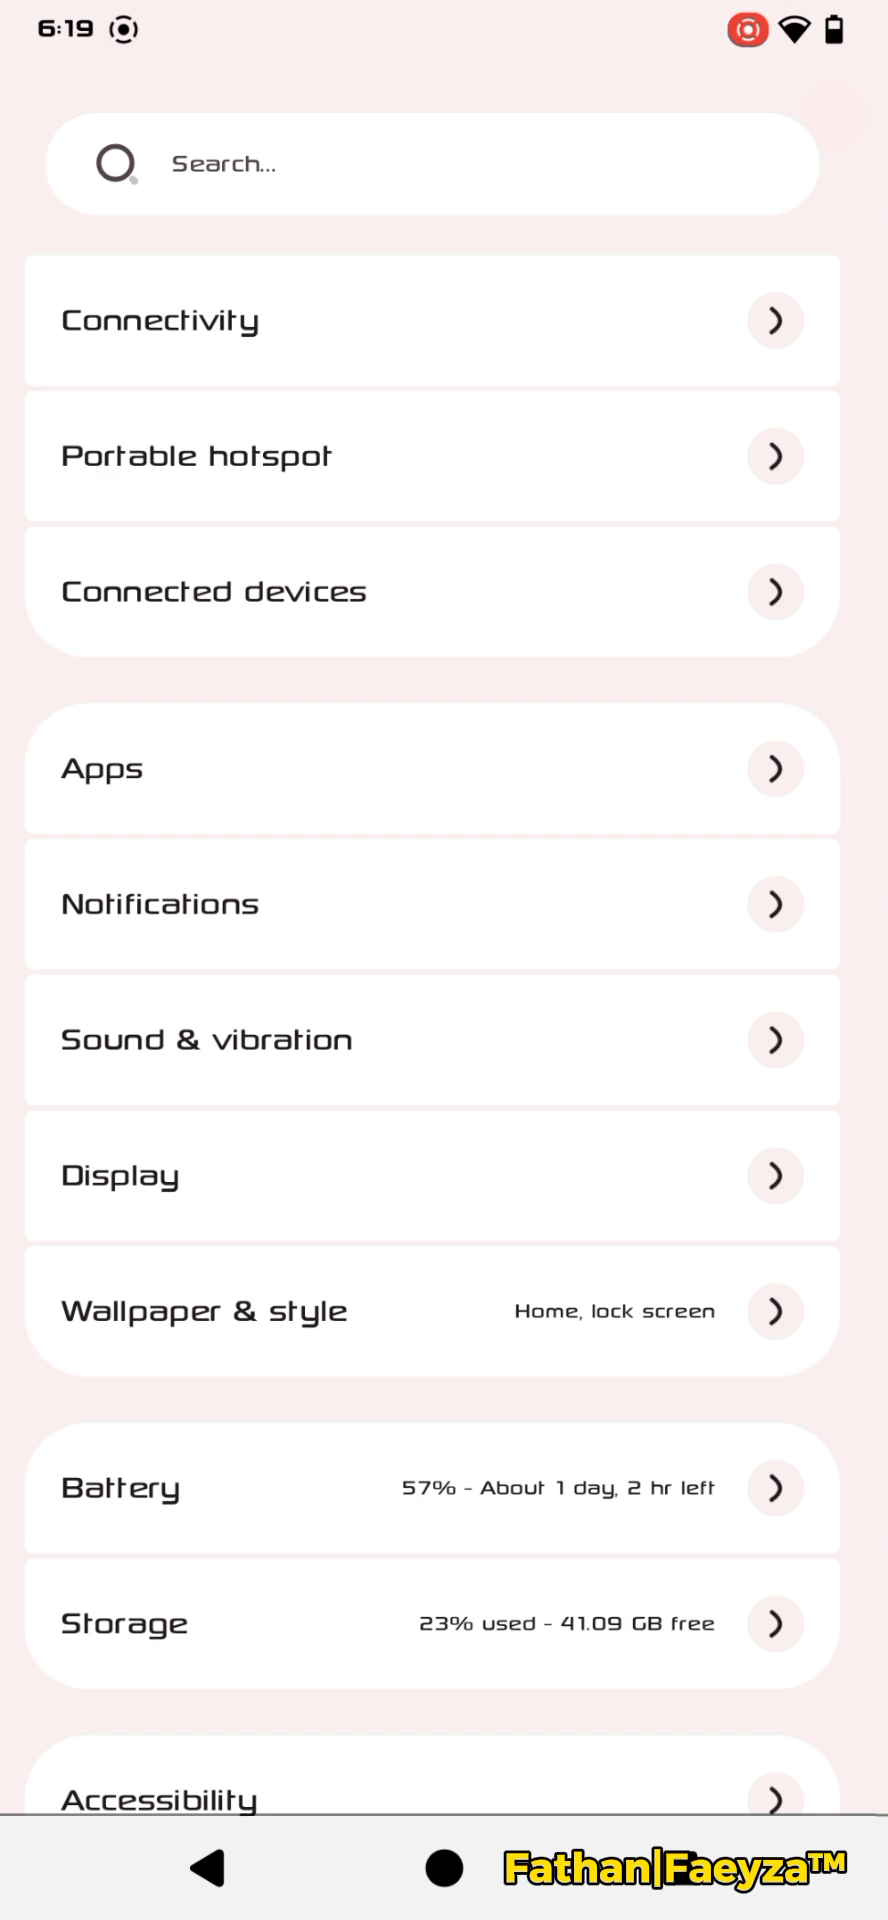 6:19
Search...
Connectivity
Portable hotspot
Connected devices
Apps
Notifications
Sound & vibration
Display
Wallpaper & style Home, lock screen
Battery 57% - About 1 day, 2 hr left
Storage 23% used - 41.09 GB free
Accessibility
Fathan|Faeyza™